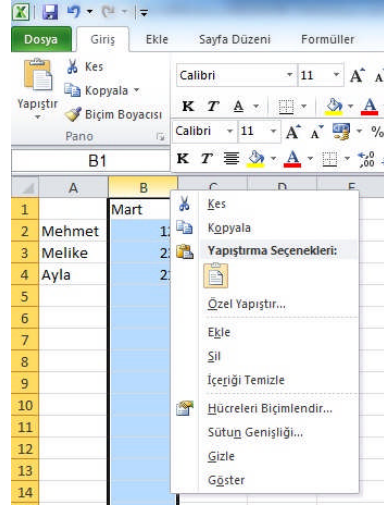 Dosya Giriş Ekle Sayfa Düzeni Formüller
Kes
Kopyala
Biçim Boyacısı
Yapıştır
Pano
Calibri 11 A A
K T A A
Calibri 11 A A %
K T A
B1
A B C D E
1 Mart
2 Mehmet
3 Melike
4 Ayla
5
6
7
8
9
10
11
12
13
14
Kes
Kopyala
Yapıştırma Seçenekleri:
Özel Yapıştır...
Ekle
Sil
İçeriği Temizle
Hücreleri Biçimlendir...
Sütun Genişliği...
Gizle
Göster